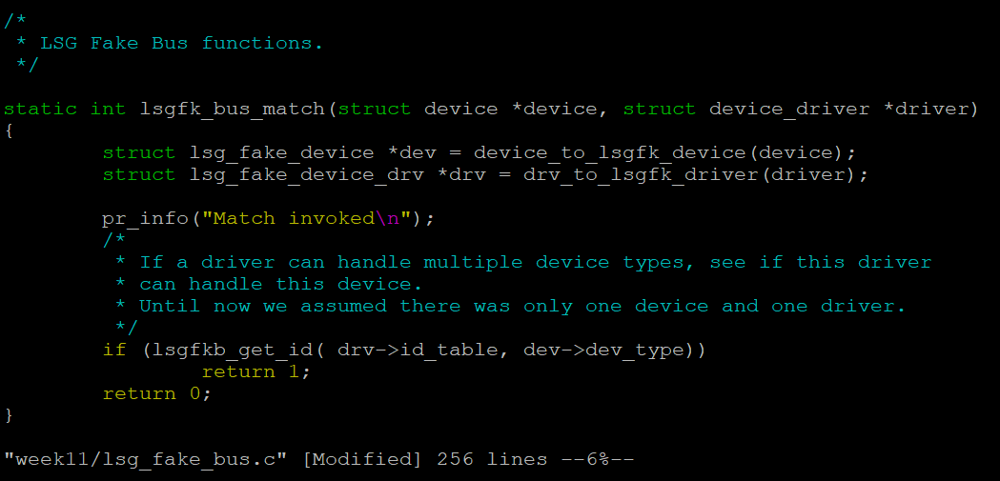 /*
 * LSG Fake Bus functions.
 */

static int lsgfk_bus_match(struct device *device, struct device_driver *driver)
{
        struct lsg_fake_device *dev = device_to_lsgfk_device(device);
        struct lsg_fake_device_drv *drv = drv_to_lsgfk_driver(driver);

        pr_info("Match invoked\n");
        /*
         * If a driver can handle multiple device types, see if this driver
         * can handle this device.
         * Until now we assumed there was only one device and one driver.
         */
        if (lsgfkb_get_id( drv->id_table, dev->dev_type))
                return 1;
        return 0;
}

"week11/lsg_fake_bus.c" [Modified] 256 lines --6%--